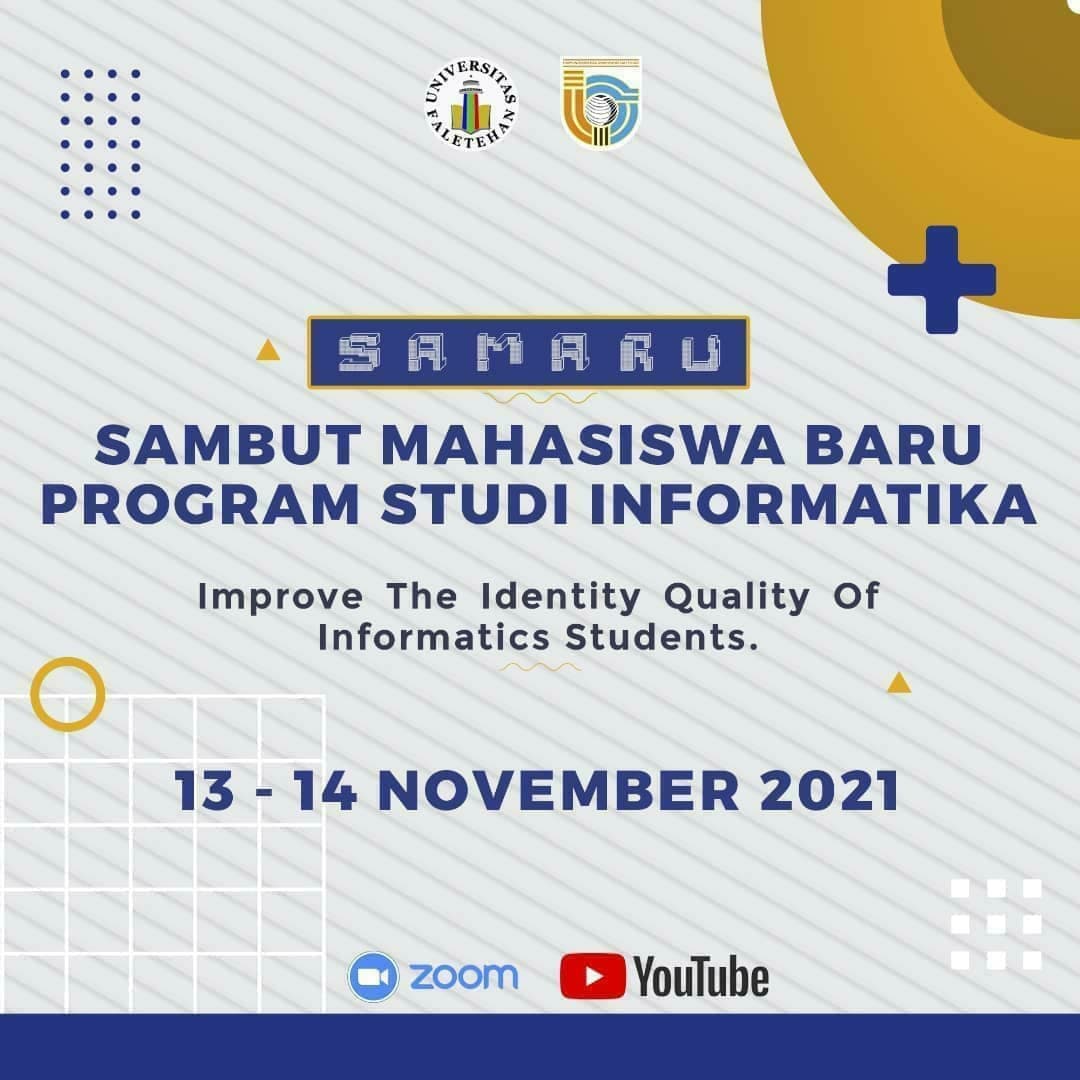 UNIVERSITAS
FALETEHAN
SAMARU
SAMBUT MAHASISWA BARU
PROGRAM STUDI INFORMATIKA
Improve The Identity Quality Of
Informatics Students.
13 - 14 NOVEMBER 2021
zoom
YouTube